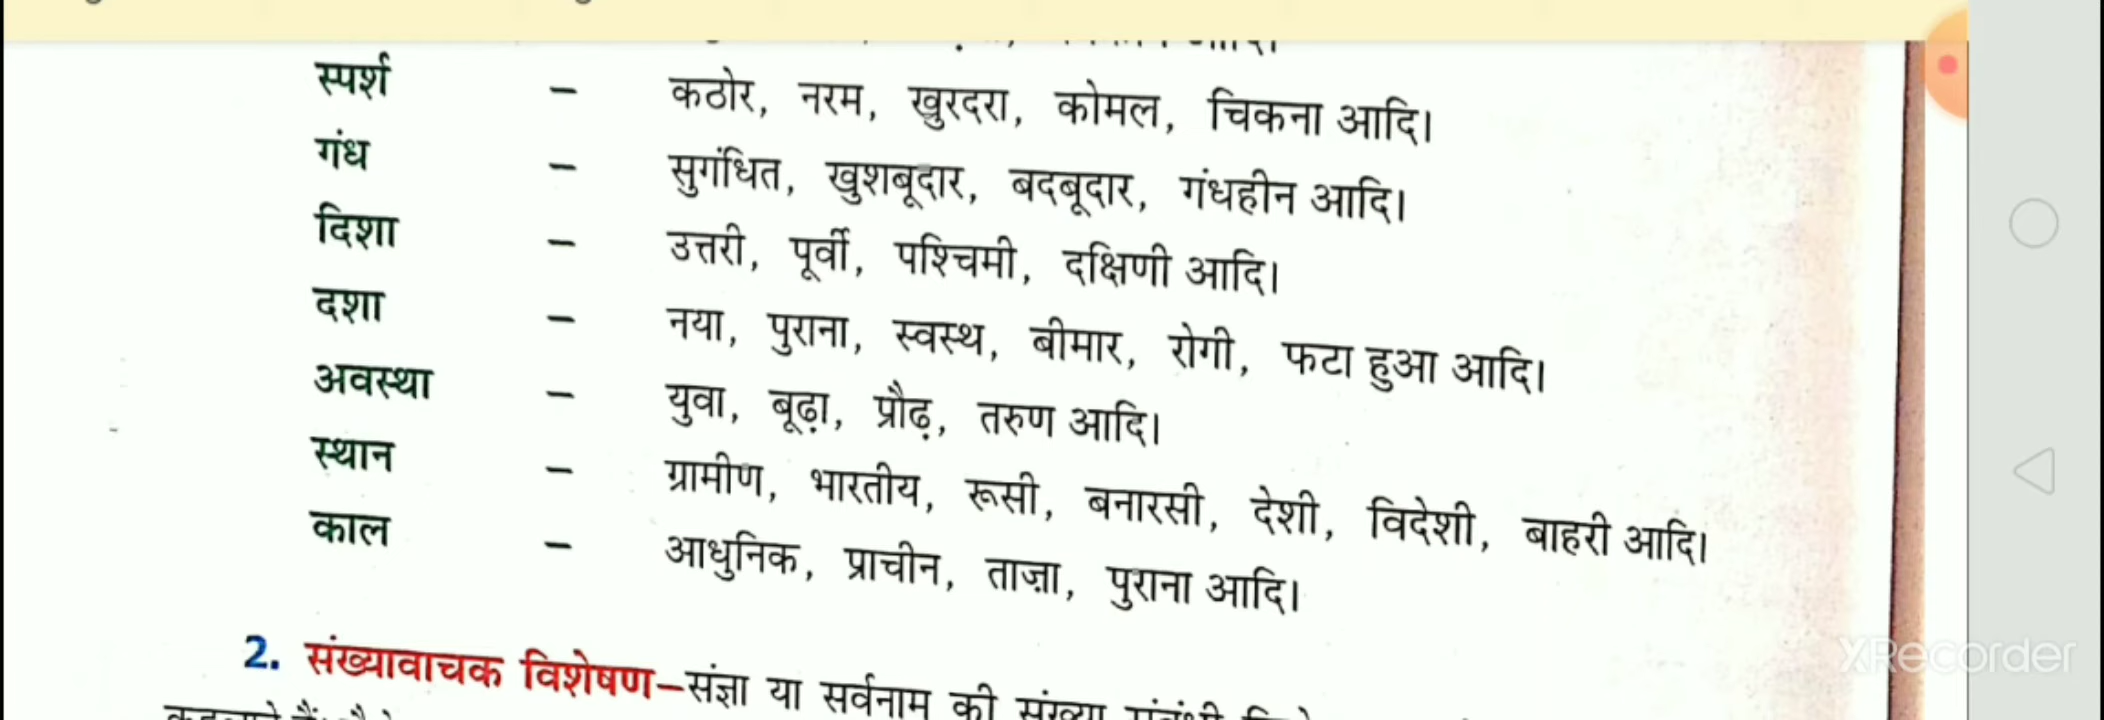 आदि।
स्पर्श – कठोर, नरम, खुरदरा, कोमल, चिकना आदि।
गंध – सुगंधित, खुशबूदार, बदबूदार, गंधहीन आदि।
दिशा – उत्तरी, पूर्वी, पश्चिमी, दक्षिणी आदि।
दशा – नया, पुराना, स्वस्थ, बीमार, रोगी, फटा हुआ आदि।
अवस्था – युवा, बूढ़ा, प्रौढ़, तरुण आदि।
स्थान – ग्रामीण, भारतीय, रूसी, बनारसी, देशी, विदेशी, बाहरी आदि।
काल – आधुनिक, प्राचीन, ताज़ा, पुराना आदि।
2. संख्यावाचक विशेषण–संज्ञा या सर्वनाम की संख्या संबंधी
XRecorder